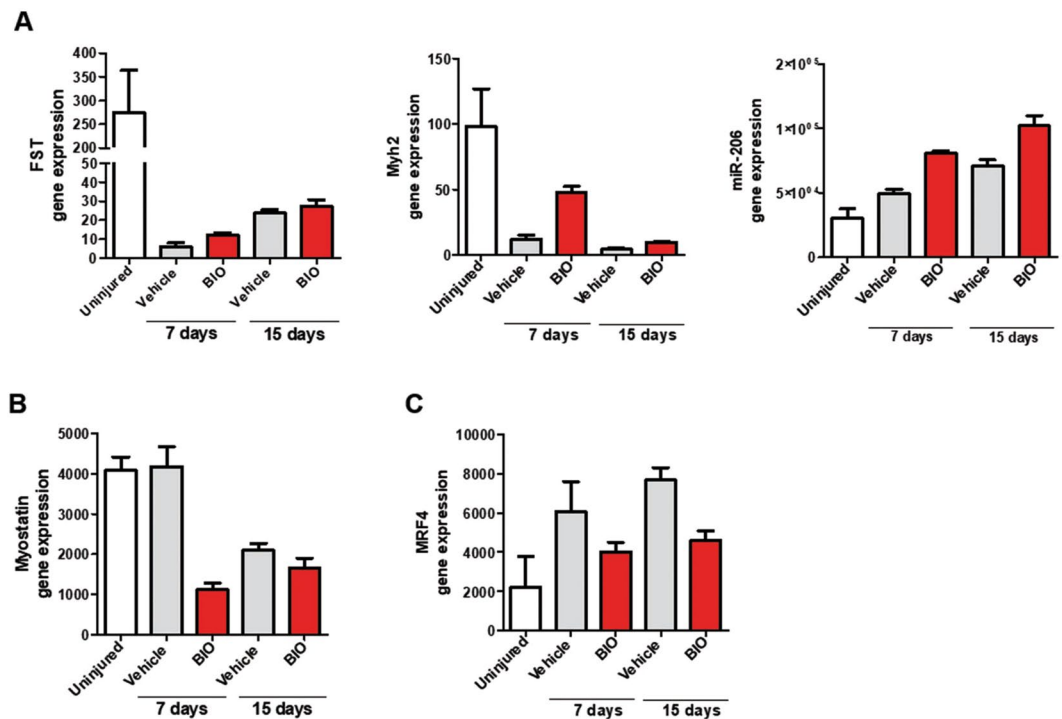 A
FST
gene expression
400
350
300
250
200
50
40
30
20
10
0
Uninjured
Vehicle
BIO
Vehicle
BIO
7 days
15 days
Myh2
gene expression
150
100
50
0
Uninjured
Vehicle
BIO
Vehicle
BIO
7 days
15 days
miR-206
gene expression
2×10⁰⁵
1×10⁰⁵
5×10⁰⁴
0
Uninjured
Vehicle
BIO
Vehicle
BIO
7 days
15 days
B
Myostatin
gene expression
5000
4000
3000
2000
1000
0
Uninjured
Vehicle
BIO
Vehicle
BIO
7 days
15 days
C
MRF4
gene expression
10000
8000
6000
4000
2000
0
Uninjured
Vehicle
BIO
Vehicle
BIO
7 days
15 days